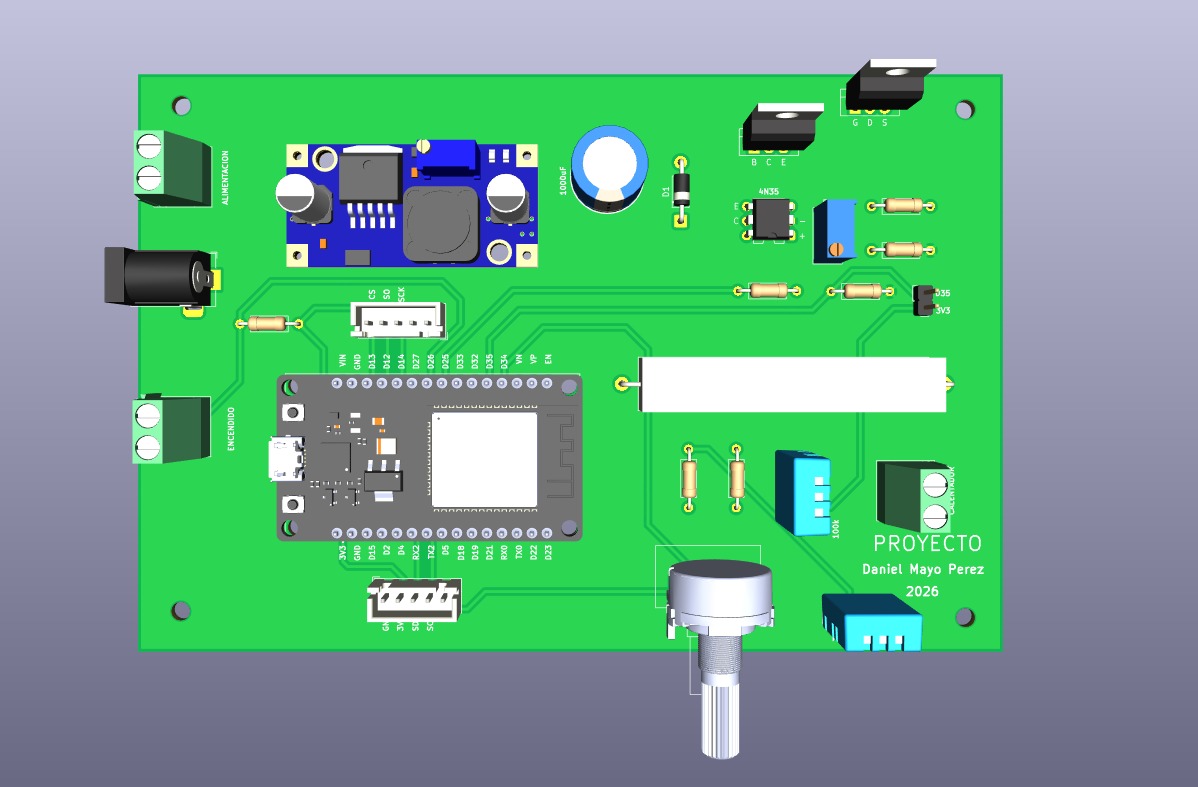 G D S
B C E
ALIMENTACION
1000uF
D1
4N35
E
C
-
+
D35
3V3
CS
SO
SCK
VIN
GND
D13
D12
D14
D27
D26
D25
D33
D32
D35
D34
VN
VP
EN
ENCENDIDO
CALENTADOR
100k
3V3
GND
D15
D2
D4
RX2
TX2
D5
D18
D19
D21
RX0
TX0
D22
D23
PROYECTO
Daniel Mayo Perez
2026